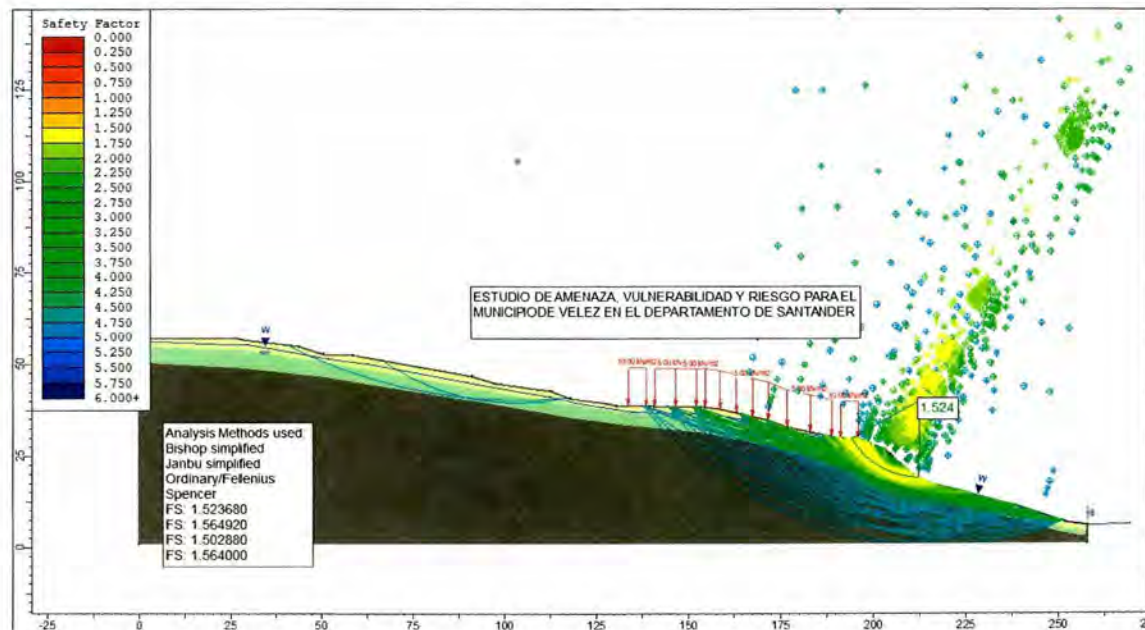 Safety Factor
0.000
0.250
0.500
0.750
1.000
1.250
1.500
1.750
2.000
2.250
2.500
2.750
3.000
3.250
3.500
3.750
4.000
4.250
4.500
4.750
5.000
5.250
5.500
5.750
6.000+
125
100
75
50
25
0
W
ESTUDIO DE AMENAZA, VULNERABILIDAD Y RIESGO PARA EL
MUNICIPIODE VELEZ EN EL DEPARTAMENTO DE SANTANDER
1.524
W
Analysis Methods used
Bishop simplified
Janbu simplified
Ordinary/Fellenius
Spencer
FS: 1.523680
FS: 1.564920
FS: 1.502880
FS: 1.564000
-25 0 25 50 75 100 125 150 175 200 225 250